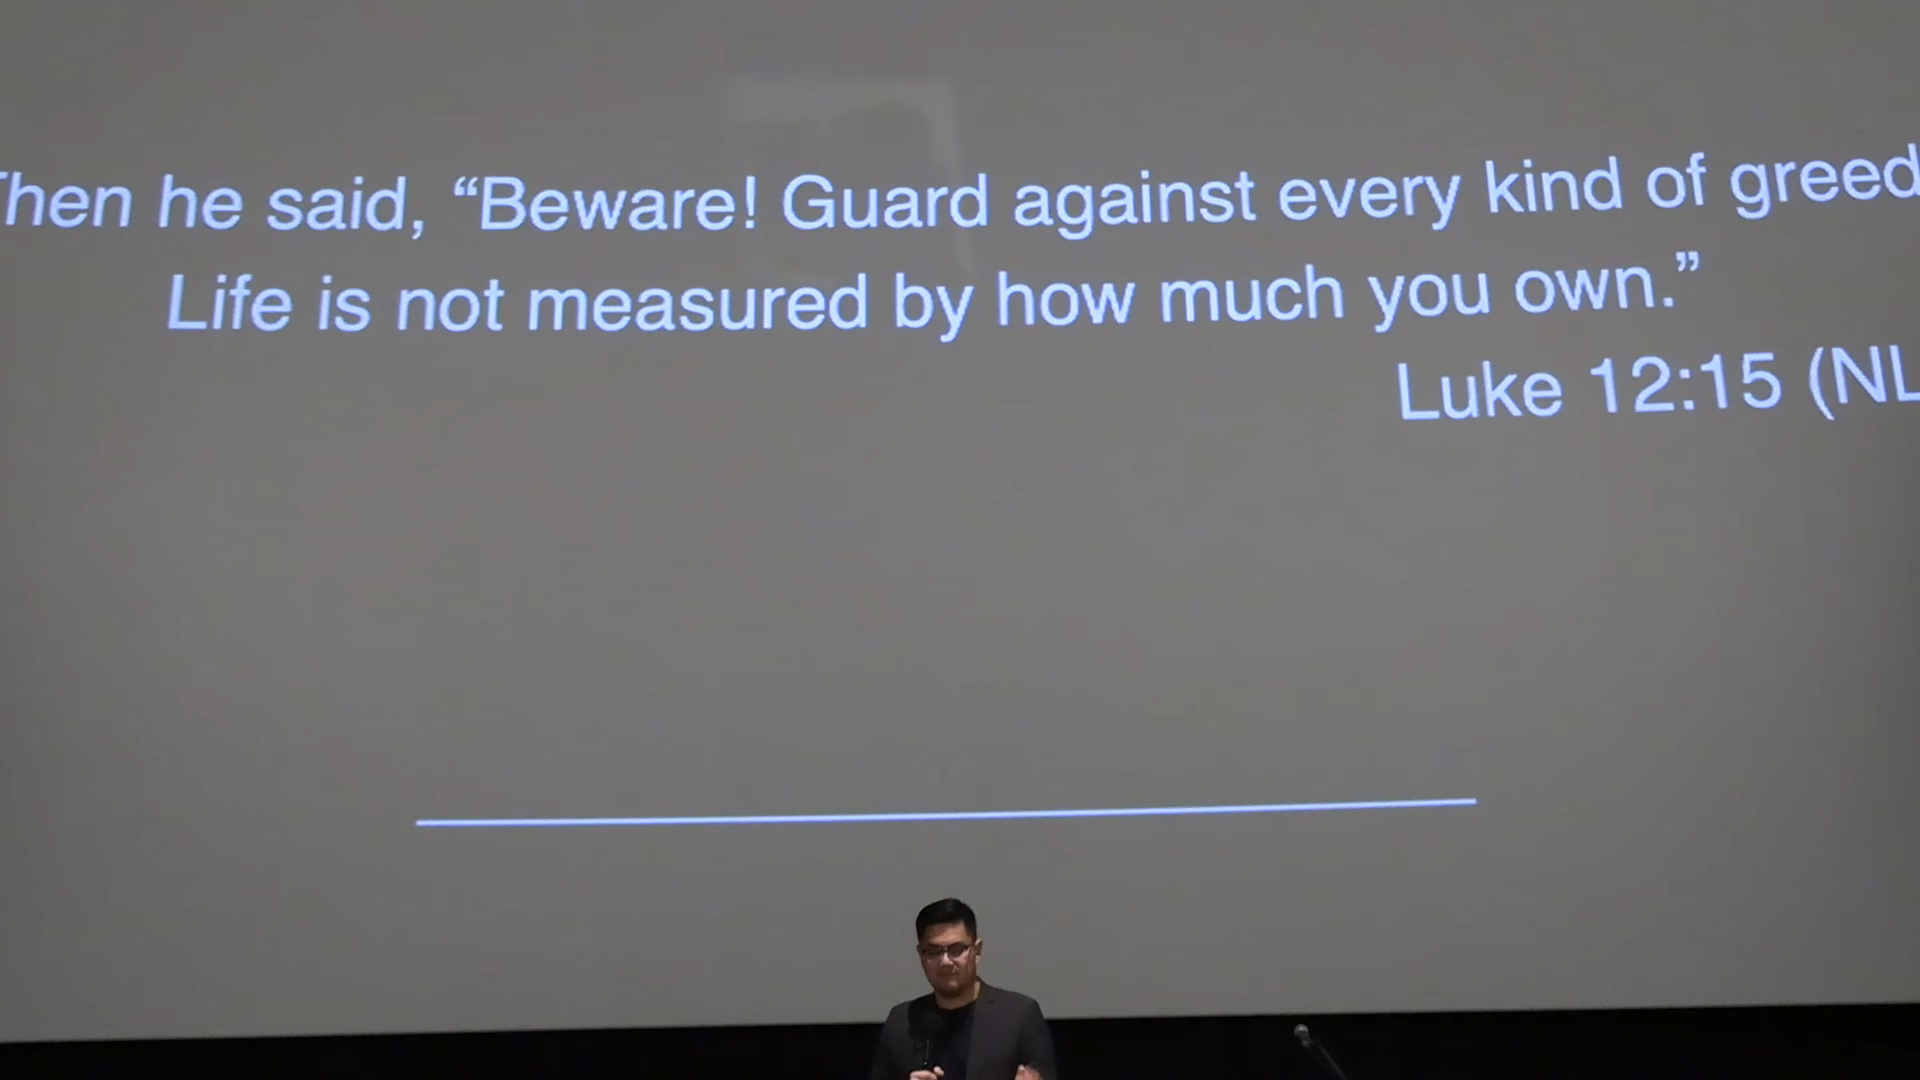 Then he said, “Beware! Guard against every kind of greed
Life is not measured by how much you own.”
Luke 12:15 (NL